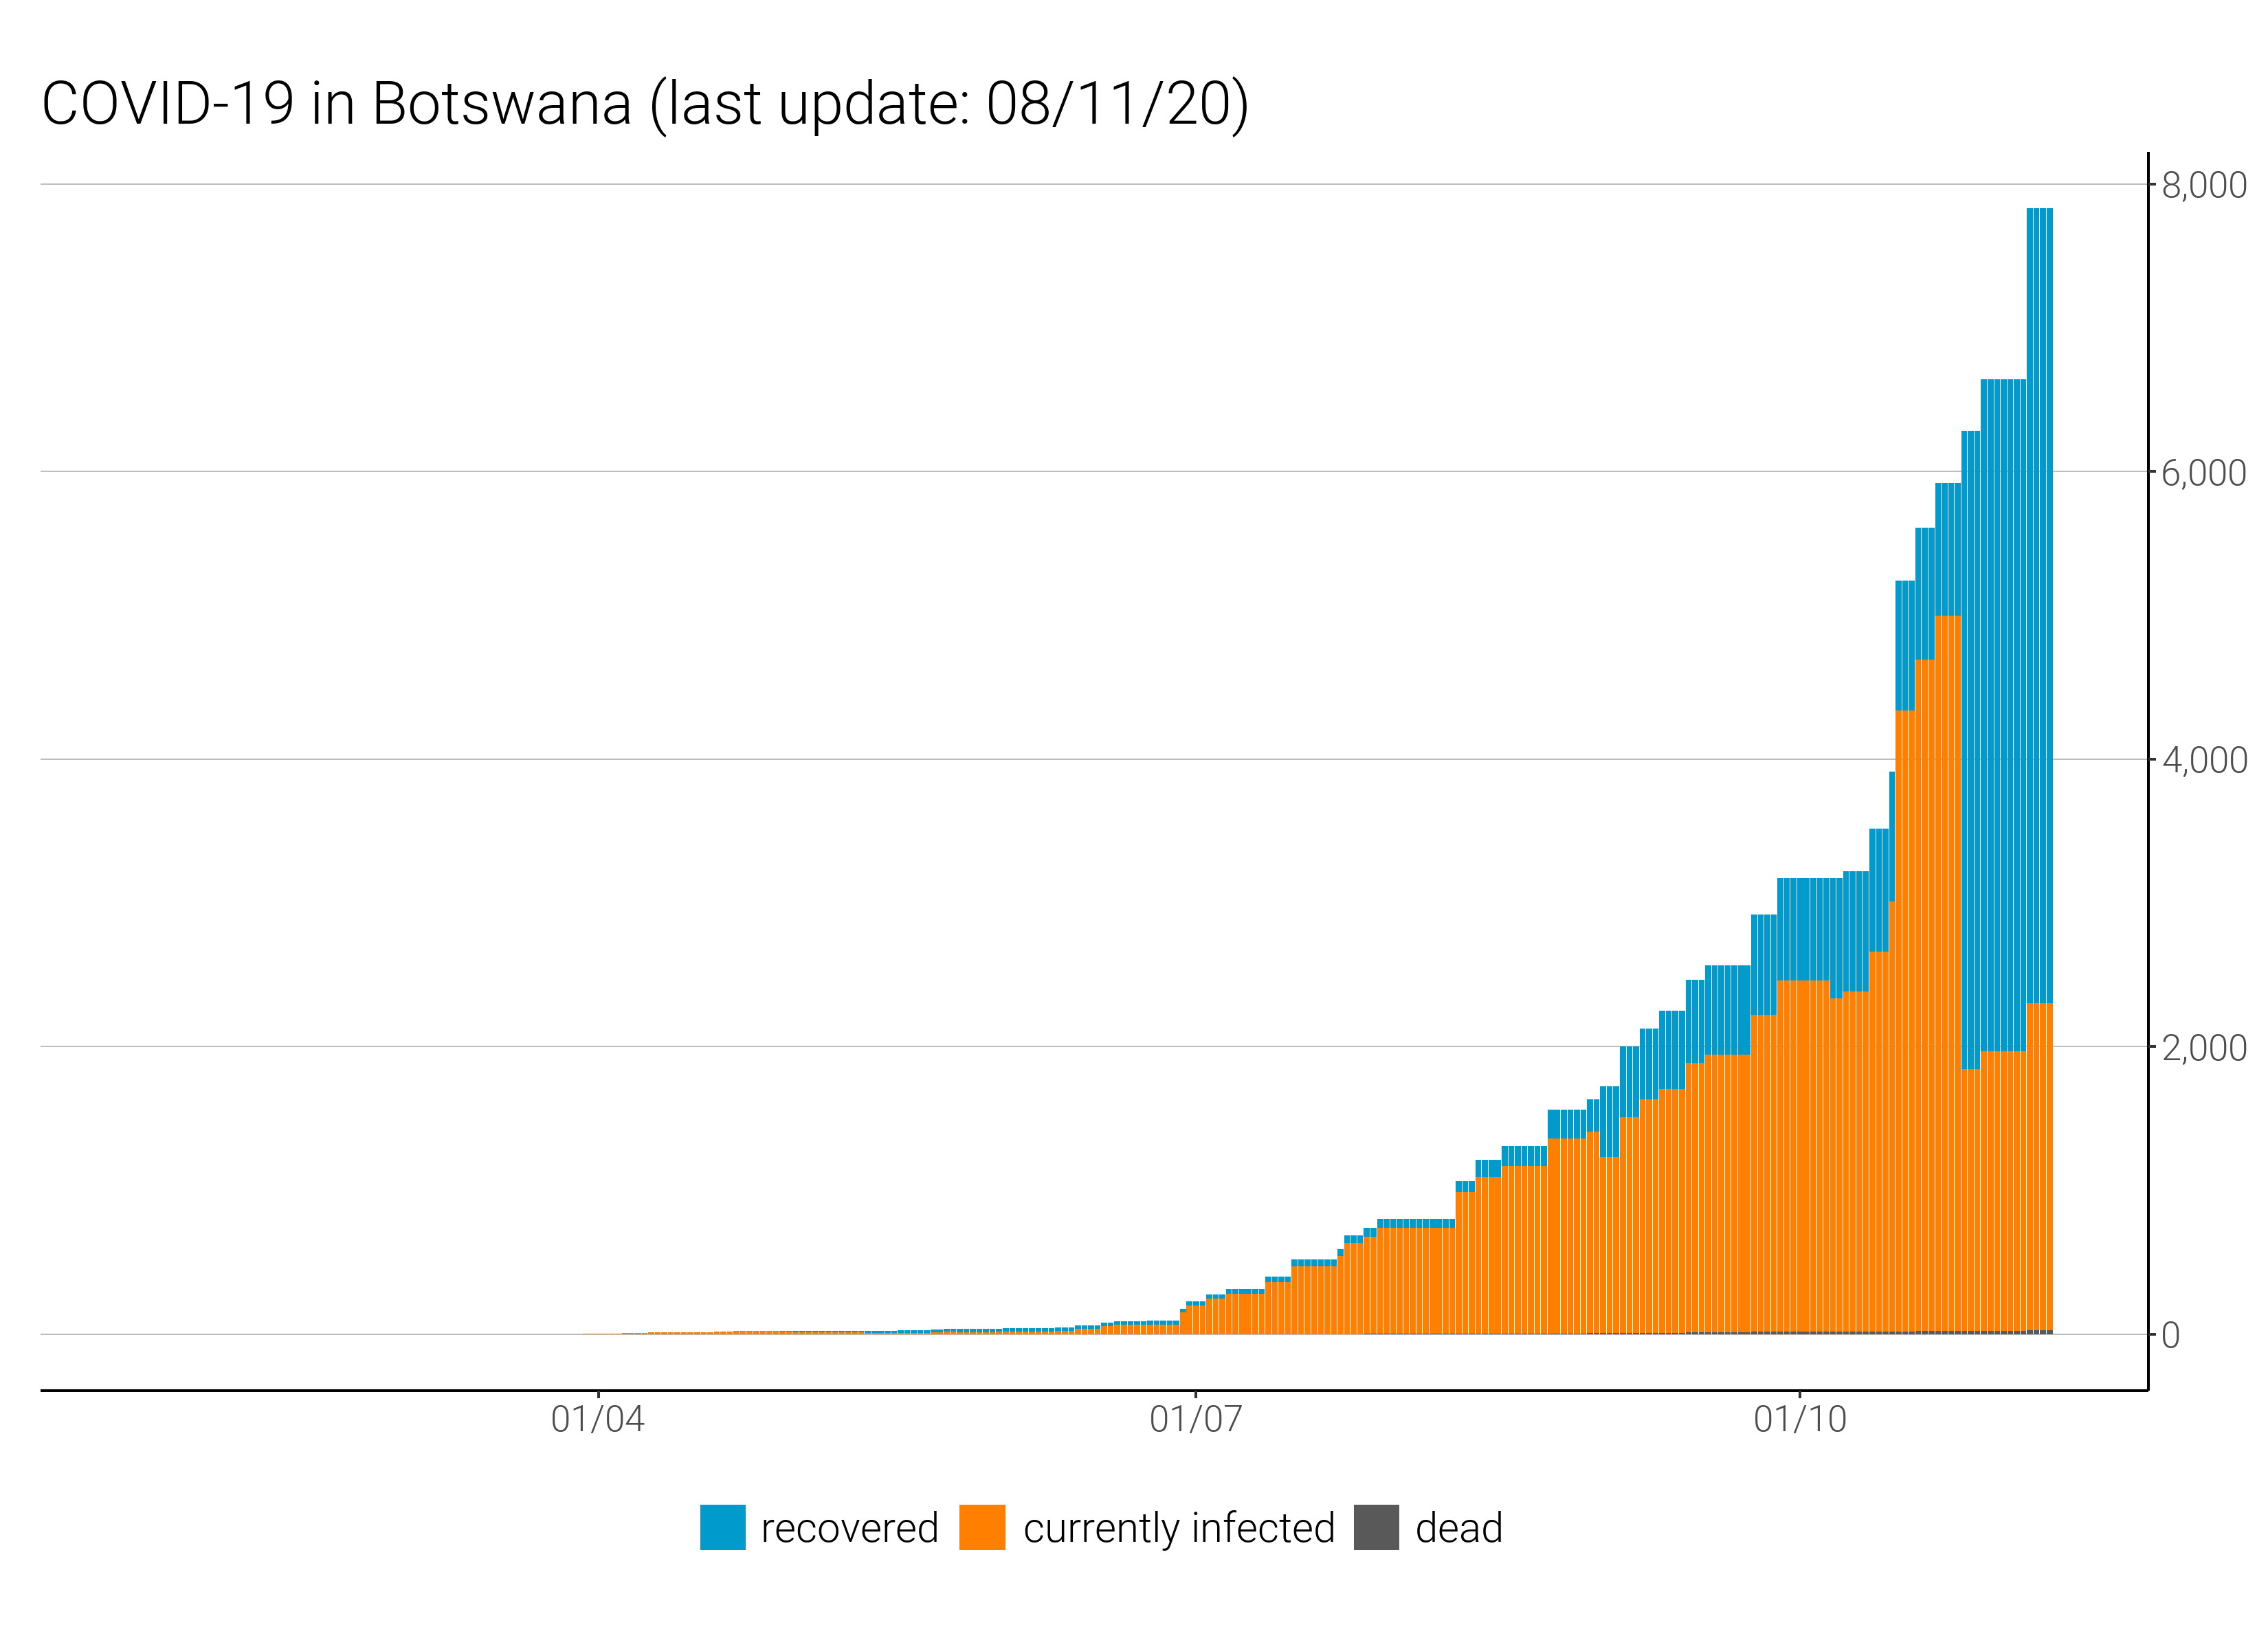 COVID-19 in Botswana (last update: 08/11/20)
8,000
6,000
4,000
2,000
0
01/04 01/07 01/10
recovered currently infected dead